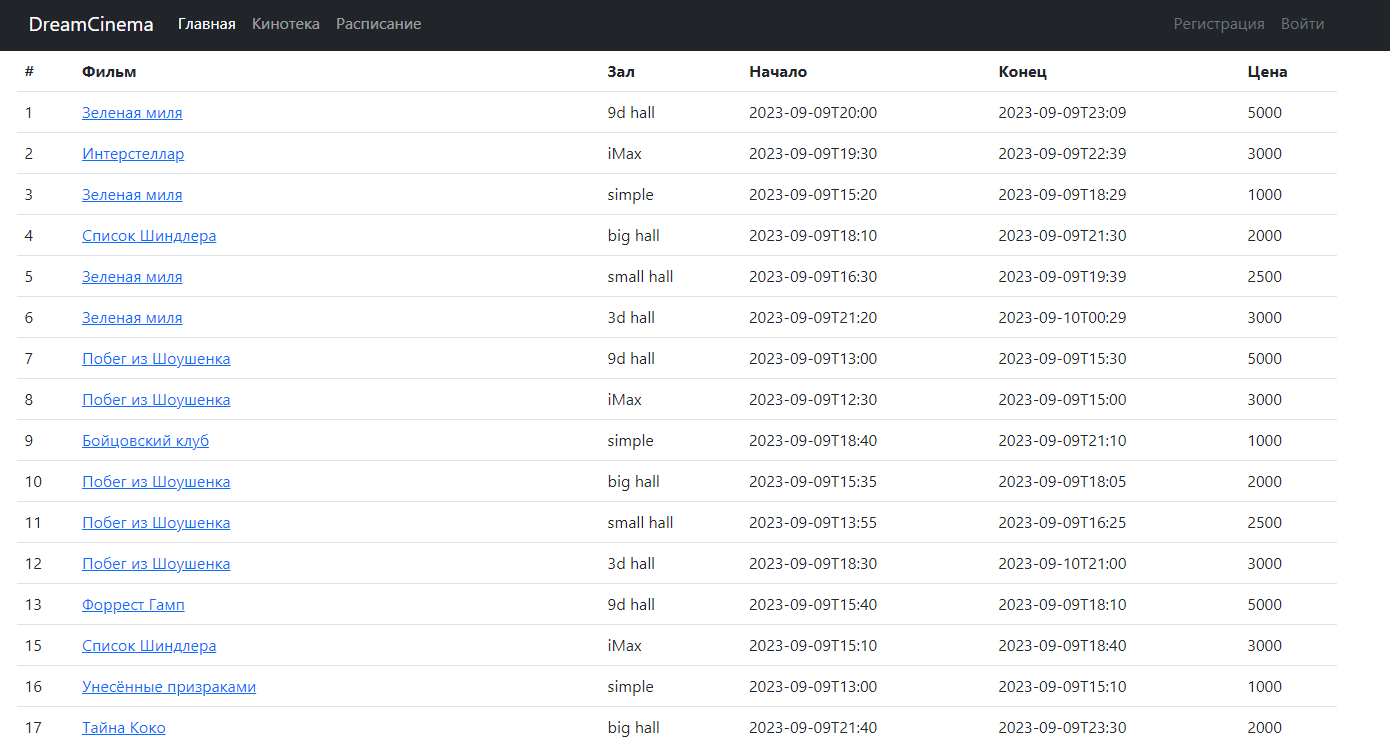 DreamCinema Главная Кинотека Расписание Регистрация Войти
# Фильм Зал Начало Конец Цена
1 Зеленая миля 9d hall 2023-09-09T20:00 2023-09-09T23:09 5000
2 Интерстеллар iMax 2023-09-09T19:30 2023-09-09T22:39 3000
3 Зеленая миля simple 2023-09-09T15:20 2023-09-09T18:29 1000
4 Список Шиндлера big hall 2023-09-09T18:10 2023-09-09T21:30 2000
5 Зеленая миля small hall 2023-09-09T16:30 2023-09-09T19:39 2500
6 Зеленая миля 3d hall 2023-09-09T21:20 2023-09-10T00:29 3000
7 Побег из Шоушенка 9d hall 2023-09-09T13:00 2023-09-09T15:30 5000
8 Побег из Шоушенка iMax 2023-09-09T12:30 2023-09-09T15:00 3000
9 Бойцовский клуб simple 2023-09-09T18:40 2023-09-09T21:10 1000
10 Побег из Шоушенка big hall 2023-09-09T15:35 2023-09-09T18:05 2000
11 Побег из Шоушенка small hall 2023-09-09T13:55 2023-09-09T16:25 2500
12 Побег из Шоушенка 3d hall 2023-09-09T18:30 2023-09-10T21:00 3000
13 Форрест Гамп 9d hall 2023-09-09T15:40 2023-09-09T18:10 5000
15 Список Шиндлера iMax 2023-09-09T15:10 2023-09-09T18:40 3000
16 Унесённые призраками simple 2023-09-09T13:00 2023-09-09T15:10 1000
17 Тайна Коко big hall 2023-09-09T21:40 2023-09-09T23:30 2000